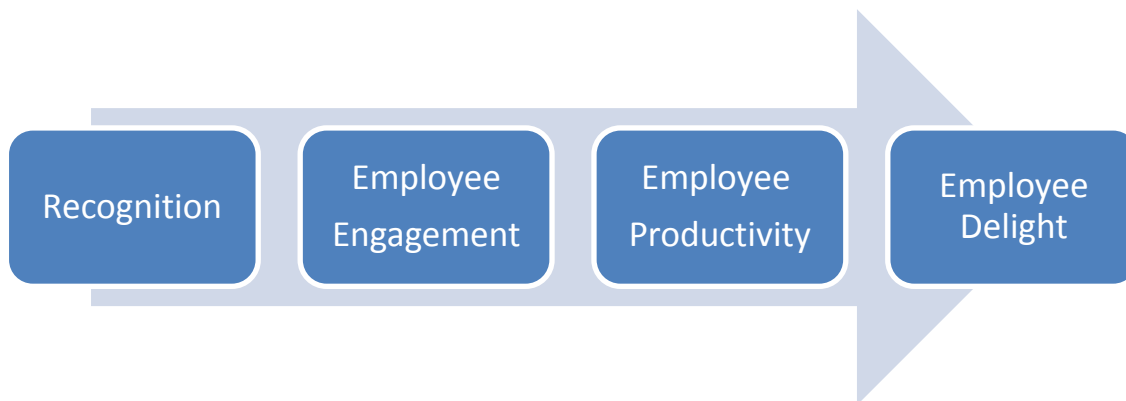 Recognition
Employee
Engagement
Employee
Productivity
Employee
Delight